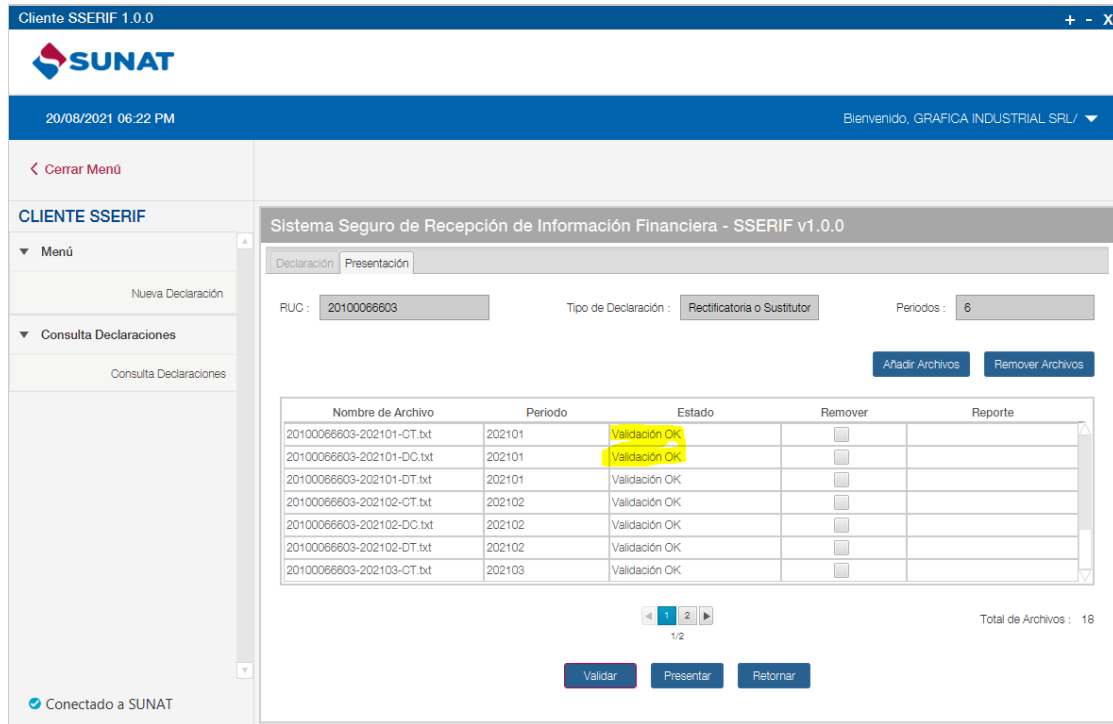 Cliente SSERIF 1.0.0 + - X
SUNAT
20/08/2021 06:22 PM Bienvenido, GRAFICA INDUSTRIAL SRL/
Cerrar Menú
CLIENTE SSERIF
Sistema Seguro de Recepción de Información Financiera - SSERIF v1.0.0
Menú
Declaración Presentación
Nueva Declaración
RUC : 20100066603 Tipo de Declaración : Rectificatoria o Sustitutor Periodos : 6
Consulta Declaraciones
Consulta Declaraciones
Añadir Archivos Remover Archivos
Nombre de Archivo Periodo Estado Remover Reporte
20100066603-202101-CT.txt 202101 Validación OK
20100066603-202101-DC.txt 202101 Validación OK
20100066603-202101-DT.txt 202101 Validación OK
20100066603-202102-CT.txt 202102 Validación OK
20100066603-202102-DC.txt 202102 Validación OK
20100066603-202102-DT.txt 202102 Validación OK
20100066603-202103-CT.txt 202103 Validación OK
1 2
Total de Archivos : 18
1/2
Validar Presentar Retornar
Conectado a SUNAT